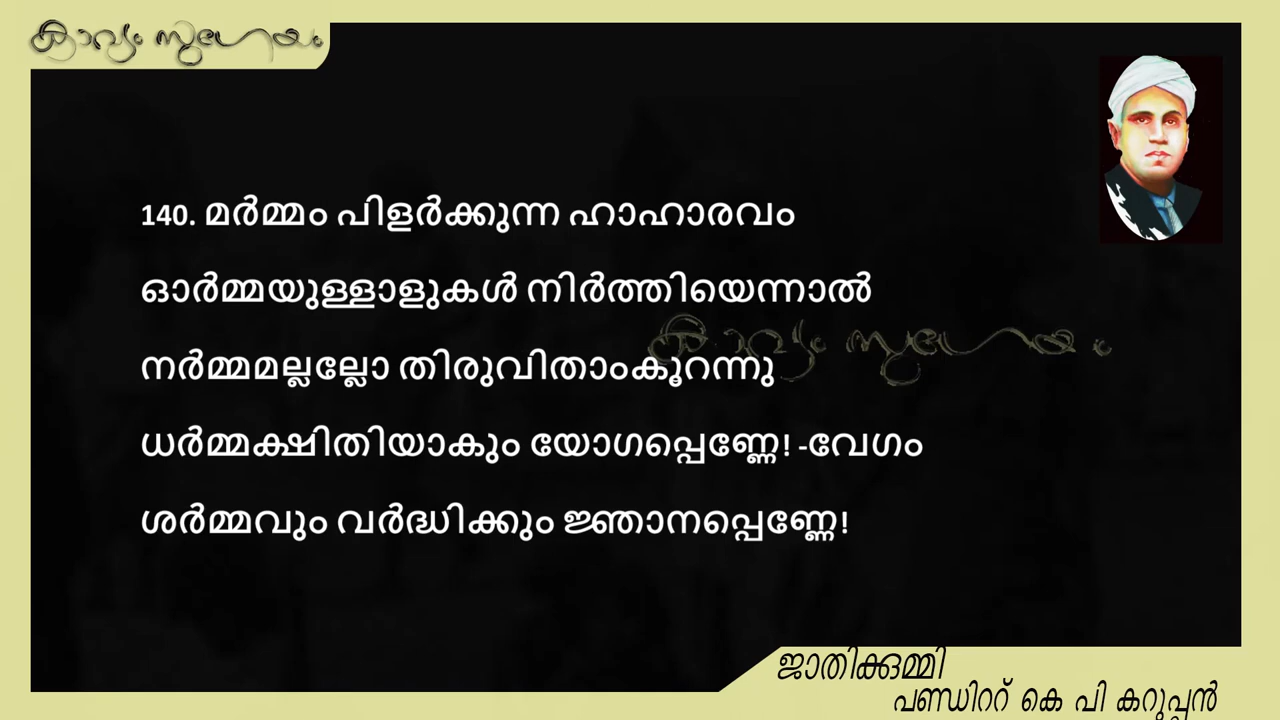 കാവ്യം സുഗേയം
140. മർമ്മം പിളർക്കുന്ന ഹാഹാരവം
ഓർമ്മയുള്ളാളുകൾ നിർത്തിയെന്നാൽ
കാവ്യം സുഗേയം
നർമ്മമല്ലല്ലോ തിരുവിതാംകൂറന്നു
ധർമ്മക്ഷിതിയാകും യോഗപ്പെണ്ണേ! -വേഗം
ശർമ്മവും വർദ്ധിക്കും ജ്ഞാനപ്പെണ്ണേ!
ജാതിക്കുമ്മി
പണ്ഡിററ് കെ പി കറുപ്പൻ